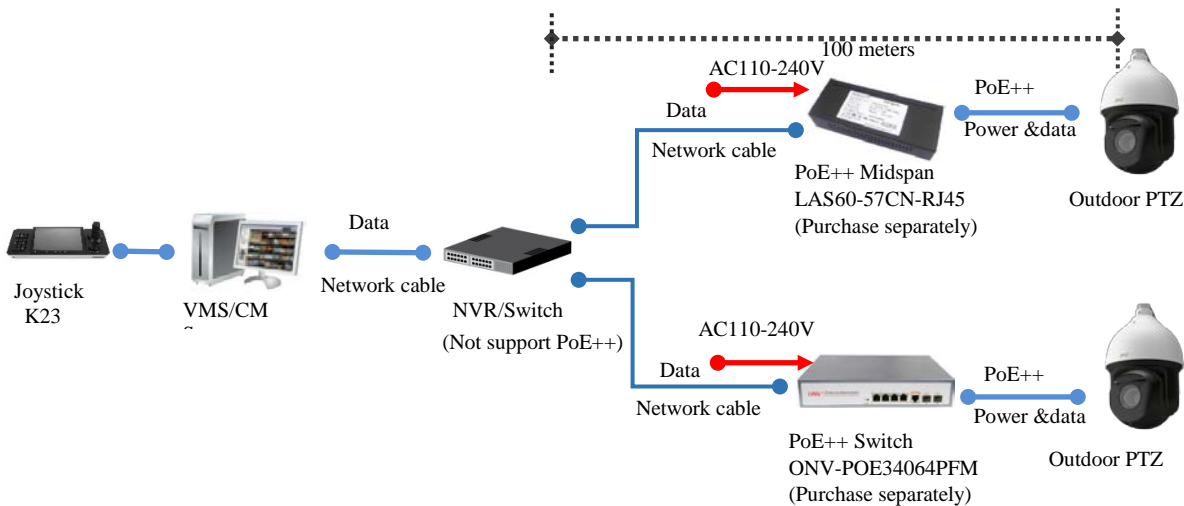 100 meters
AC110-240V
Data
Network cable
PoE++
Power &data
PoE++ Midspan
LAS60-57CN-RJ45
(Purchase separately)
Outdoor PTZ
Joystick
K23
VMS/CM
Data
Network cable
NVR/Switch
(Not support PoE++)
AC110-240V
Data
Network cable
PoE++
Power &data
PoE++ Switch
ONV-POE34064PFM
(Purchase separately)
Outdoor PTZ